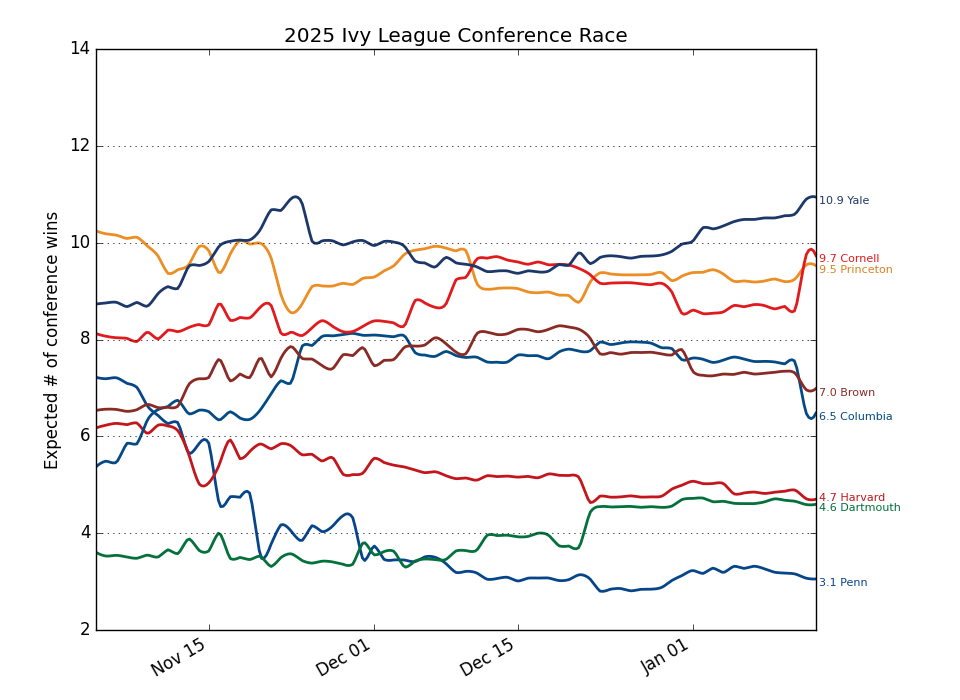 2025 Ivy League Conference Race
Expected # of conference wins
14
12
10
8
6
4
2
10.9 Yale
9.7 Cornell
9.5 Princeton
7.0 Brown
6.5 Columbia
4.7 Harvard
4.6 Dartmouth
3.1 Penn
Nov 15
Dec 01
Dec 15
Jan 01